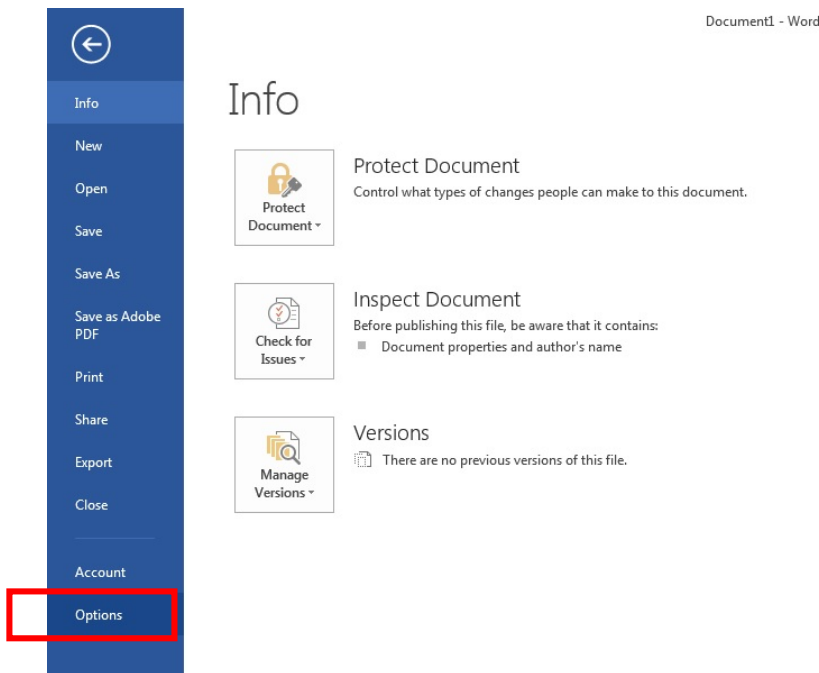 Document1 - Word
Info
New
Open
Save
Save As
Save as Adobe
PDF
Print
Share
Export
Close
Account
Options
Info
Protect
Document
Protect Document
Control what types of changes people can make to this document.
Check for
Issues
Inspect Document
Before publishing this file, be aware that it contains:
Document properties and author's name
Manage
Versions
Versions
There are no previous versions of this file.